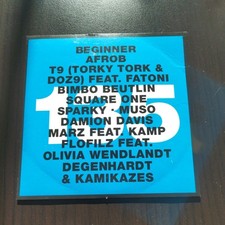 BEGINNER
AFROB
T9 (TORKY TORK &
DOZ9) FEAT. FATONI
BIMBO BEUTLIN
SQUARE ONE
SPARKY · MUSO
DAMION DAVIS
MARZ FEAT. KAMP
FLOFILZ FEAT.
OLIVIA WENDLANDT
DEGENHARDT
& KAMIKAZES
115